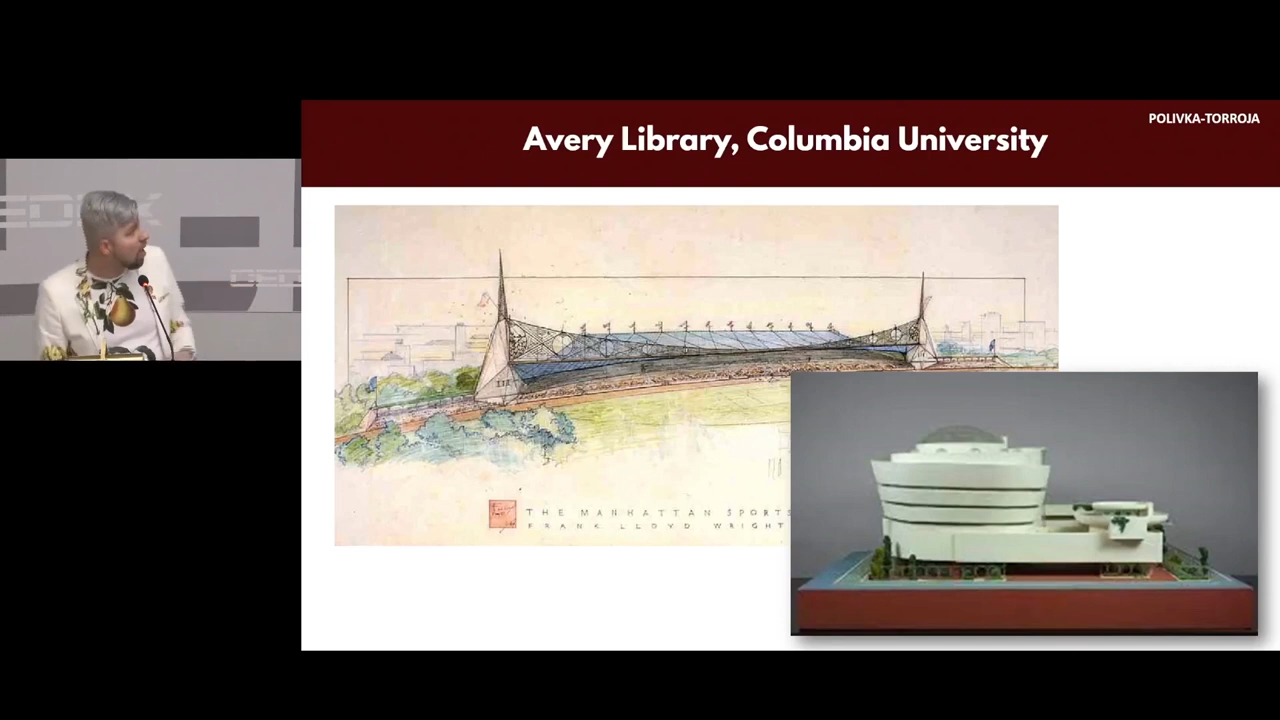 POLIVKA-TORROJA
Avery Library, Columbia University
THE MANHATTAN SPORTS
FRANK LLOYD WRIGHT